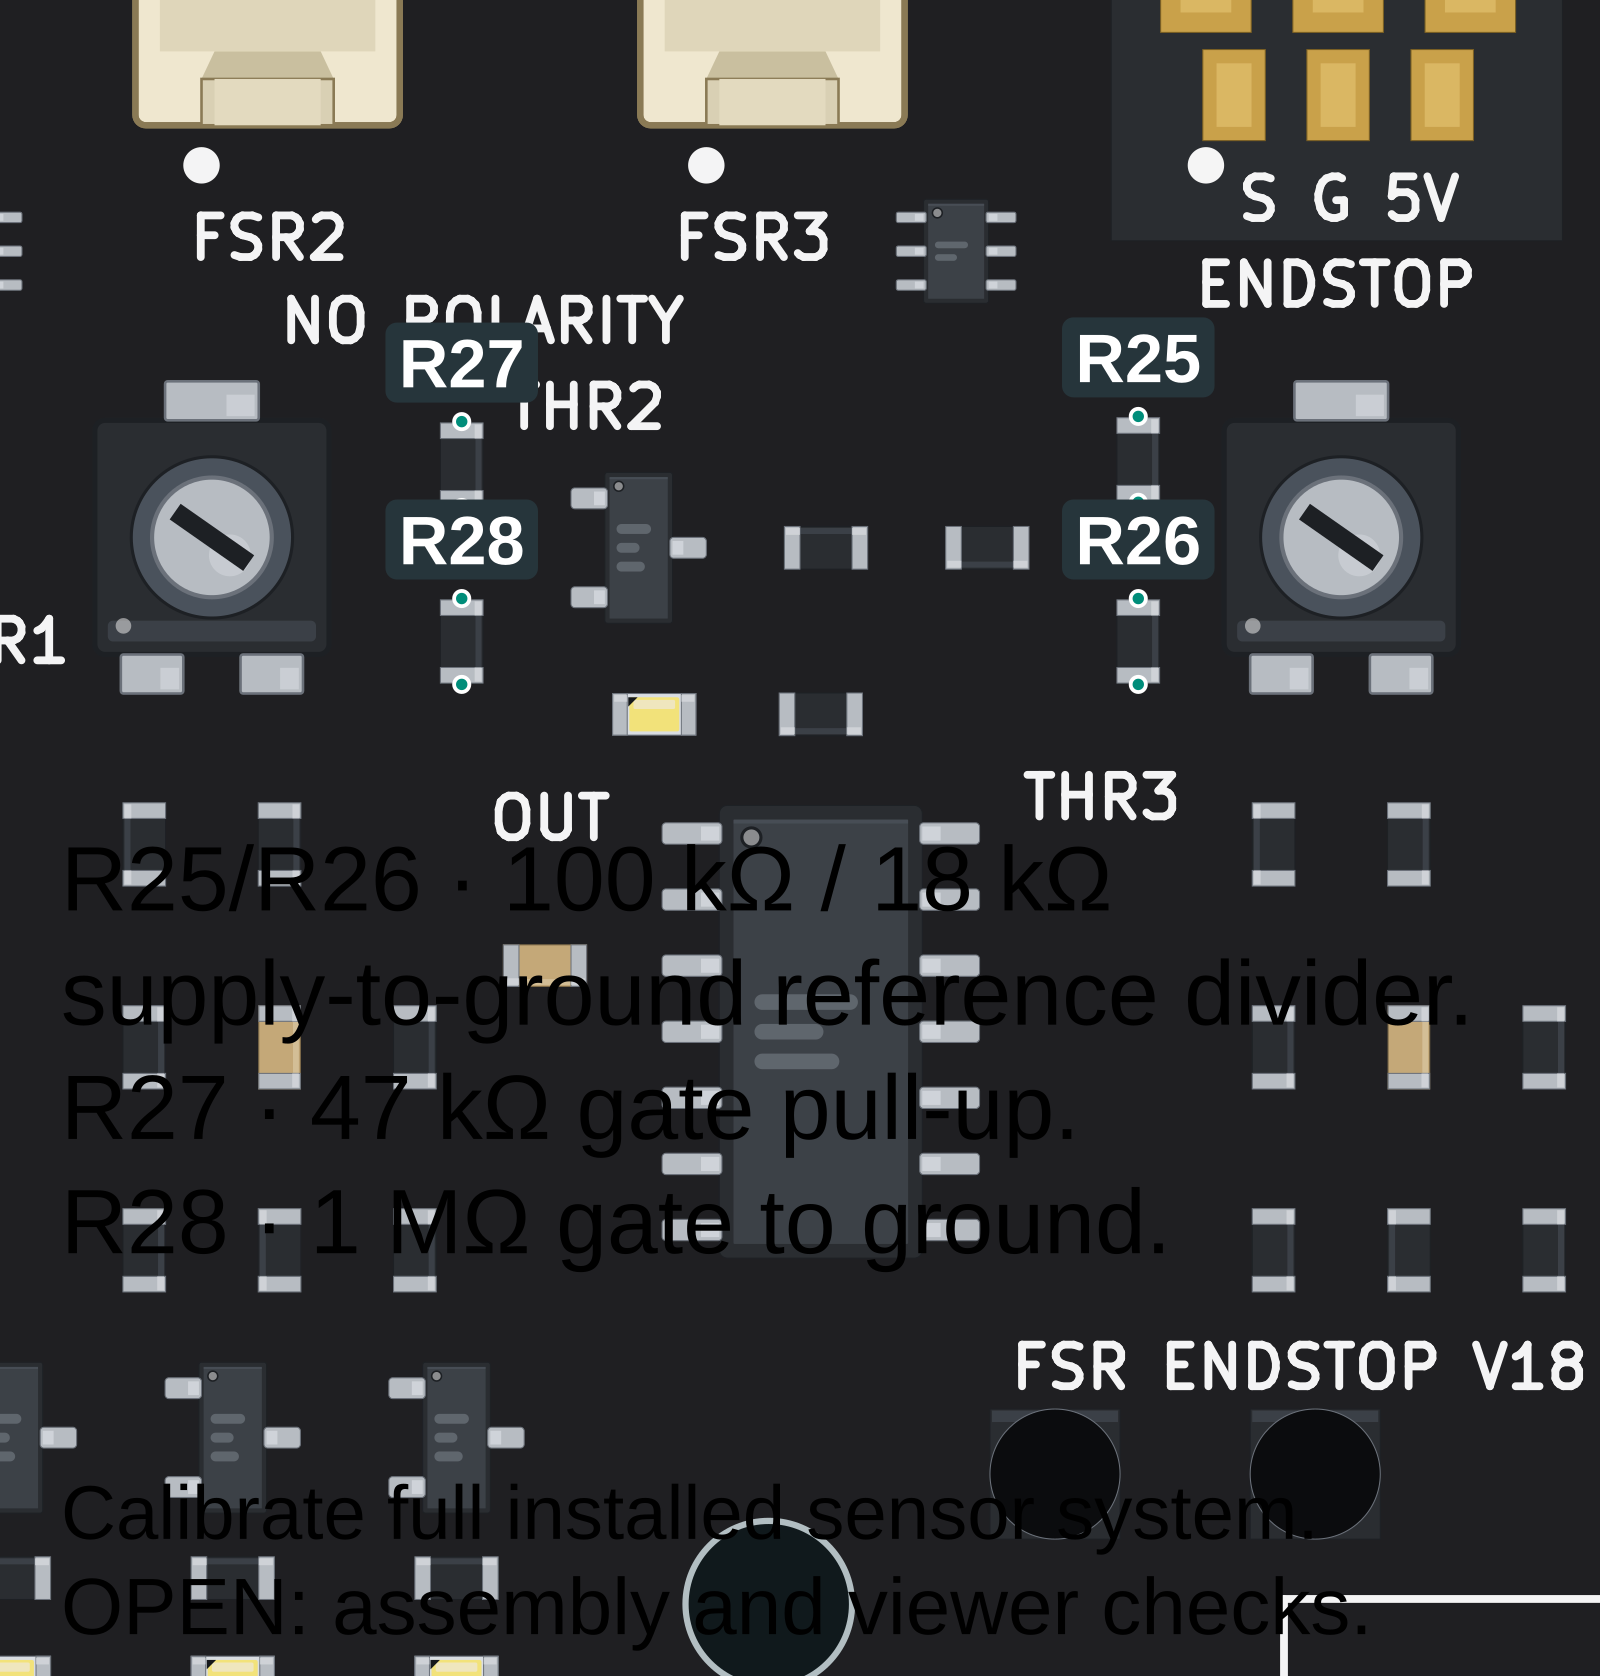 S G 5V
FSR2
FSR3
ENDSTOP
NO POLARITY
R27
R25
THR2
R28
R26
R1
THR3
OUT
R25/R26 · 100 kΩ / 18 kΩ
supply-to-ground reference divider.
R27 · 47 kΩ gate pull-up.
R28 · 1 MΩ gate to ground.
FSR ENDSTOP V18
Calibrate full installed sensor system.
OPEN: assembly and viewer checks.